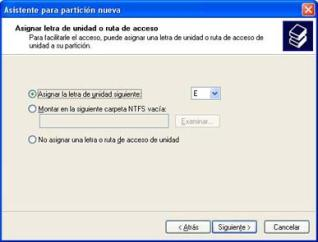 Asistente para partición nueva
Asignar letra de unidad o ruta de acceso
Para facilitarle el acceso, puede asignar una letra de unidad o ruta de acceso de
unidad a su partición.
Asignar la letra de unidad siguiente: E
Montar en la siguiente carpeta NTFS vacía:
Examinar...
No asignar una letra o ruta de acceso de unidad
< Atrás Siguiente > Cancelar